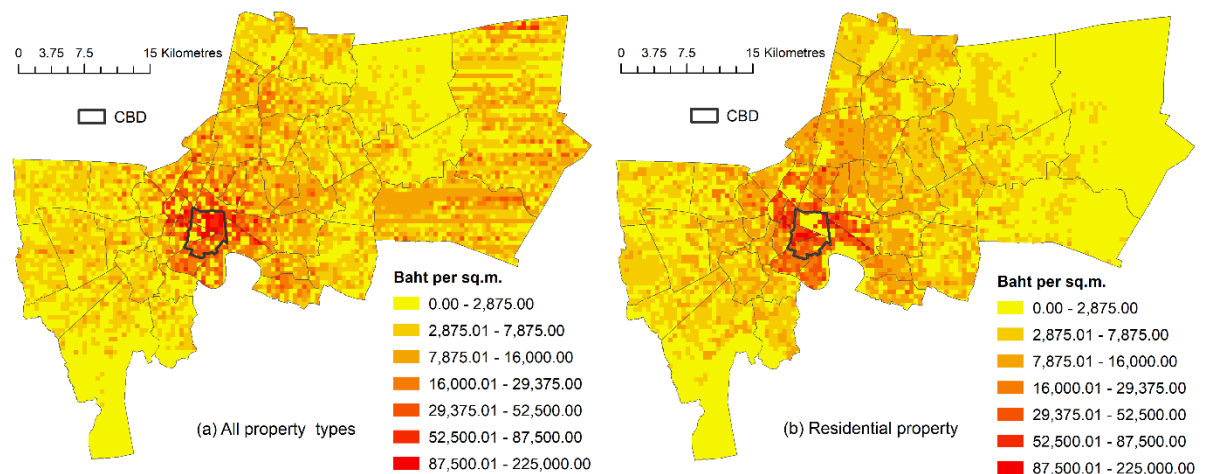 0 3.75 7.5 15 Kilometres
CBD
Baht per sq.m.
0.00 - 2,875.00
2,875.01 - 7,875.00
7,875.01 - 16,000.00
16,000.01 - 29,375.00
29,375.01 - 52,500.00
52,500.01 - 87,500.00
87,500.01 - 225,000.00
(a) All property types
0 3.75 7.5 15 Kilometres
CBD
Baht per sq.m.
0.00 - 2,875.00
2,875.01 - 7,875.00
7,875.01 - 16,000.00
16,000.01 - 29,375.00
29,375.01 - 52,500.00
52,500.01 - 87,500.00
87,500.01 - 225,000.00
(b) Residential property